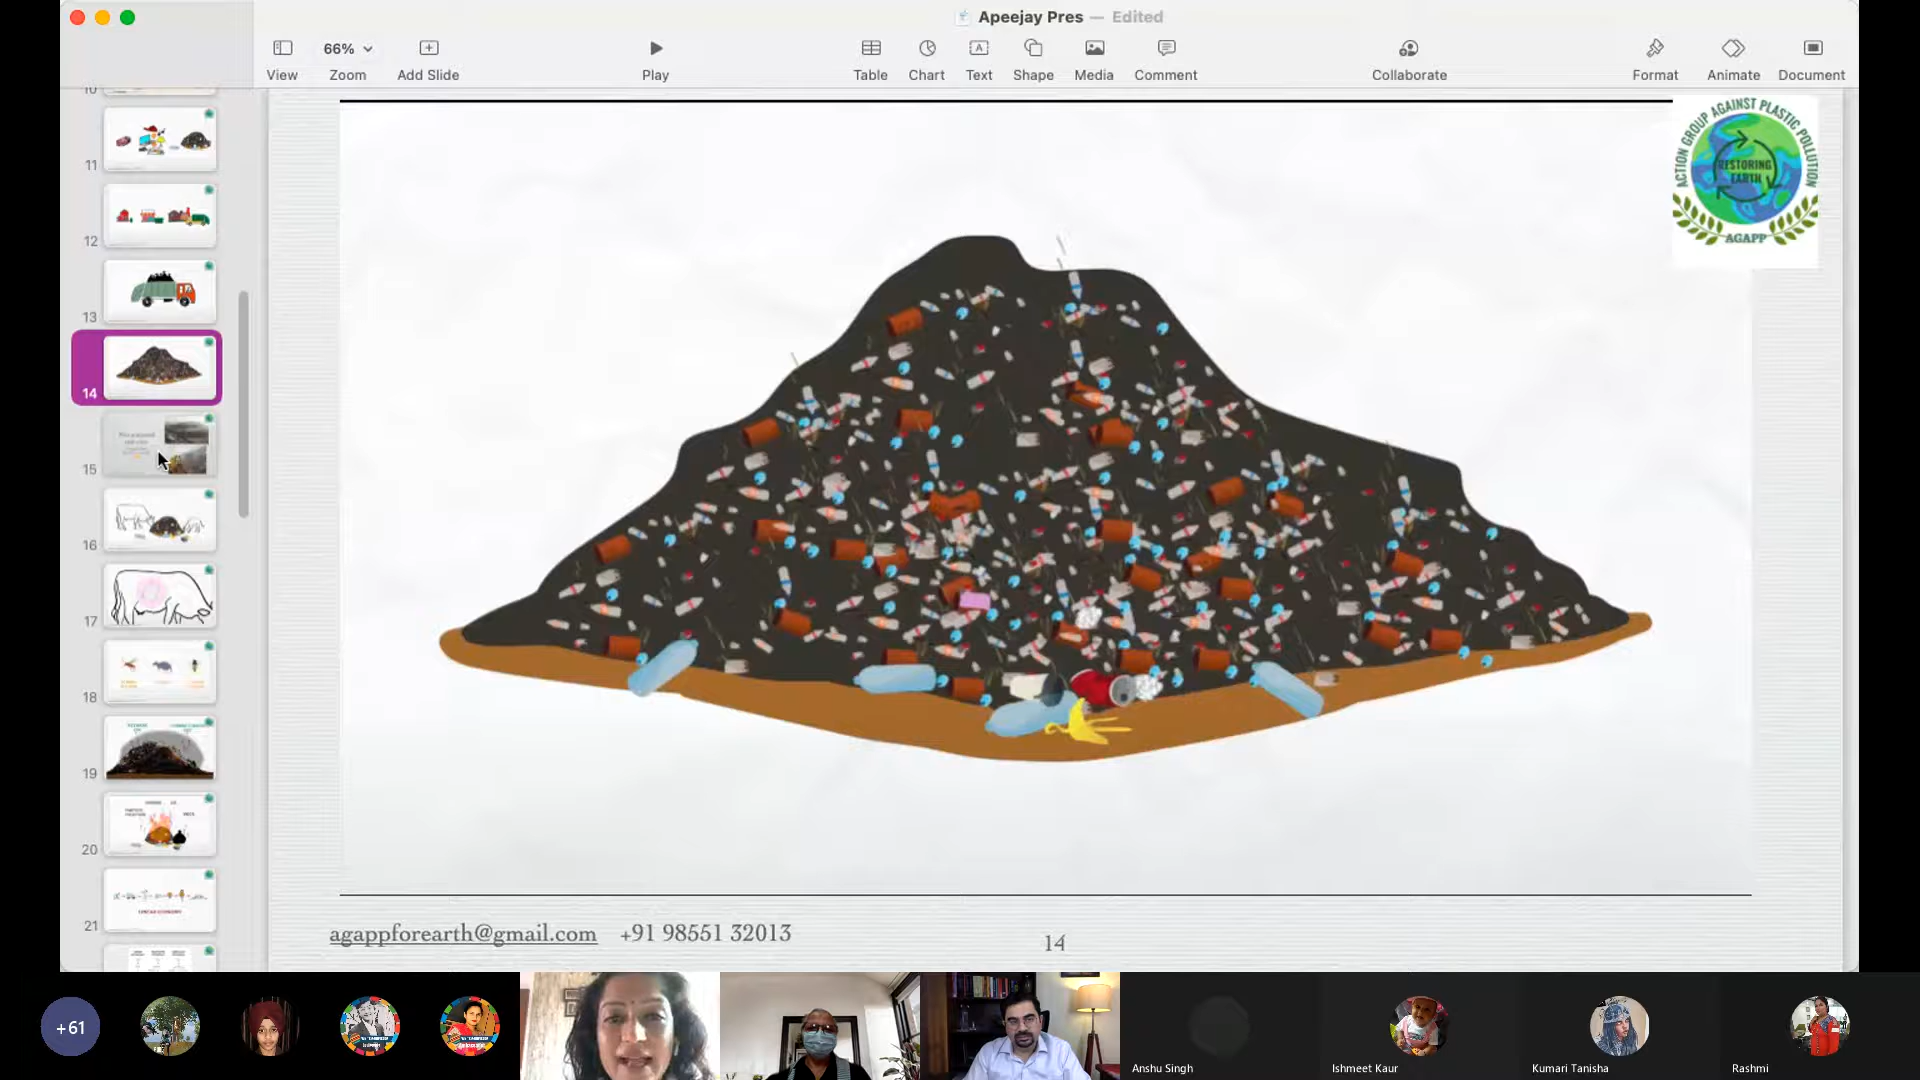 Apeejay Pres — Edited
66%
View
Zoom
Add Slide
Play
Table
Chart
Text
Shape
Media
Comment
Collaborate
Format
Animate
Document
10
11
12
13
14
15
16
17
18
19
20
21
ACTION GROUP AGAINST PLASTIC POLLUTION
RESTORING
EARTH
AGAPP
agappforearth@gmail.com +91 98551 32013
14
+61
Anshu Singh
Ishmeet Kaur
Kumari Tanisha
Rashmi